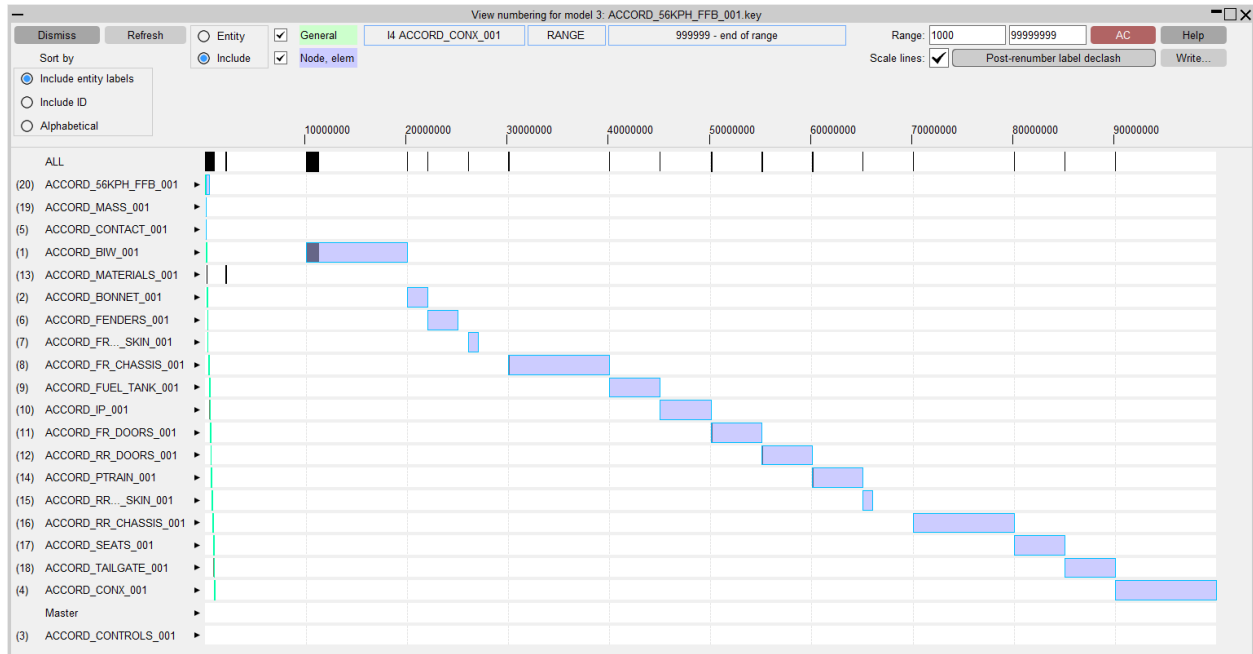 View numbering for model 3: ACCORD_56KPH_FFB_001.key
Dismiss Refresh Entity General I4 ACCORD_CONX_001 RANGE 999999 - end of range Range: 1000 99999999 AC Help
Sort by Include Node, elem Scale lines: Post-renumber label declash Write...
Include entity labels
Include ID
Alphabetical
10000000 20000000 30000000 40000000 50000000 60000000 70000000 80000000 90000000
ALL
(20) ACCORD_56KPH_FFB_001
(19) ACCORD_MASS_001
(5) ACCORD_CONTACT_001
(1) ACCORD_BIW_001
(13) ACCORD_MATERIALS_001
(2) ACCORD_BONNET_001
(6) ACCORD_FENDERS_001
(7) ACCORD_FR..._SKIN_001
(8) ACCORD_FR_CHASSIS_001
(9) ACCORD_FUEL_TANK_001
(10) ACCORD_IP_001
(11) ACCORD_FR_DOORS_001
(12) ACCORD_RR_DOORS_001
(14) ACCORD_PTRAIN_001
(15) ACCORD_RR..._SKIN_001
(16) ACCORD_RR_CHASSIS_001
(17) ACCORD_SEATS_001
(18) ACCORD_TAILGATE_001
(4) ACCORD_CONX_001
Master
(3) ACCORD_CONTROLS_001